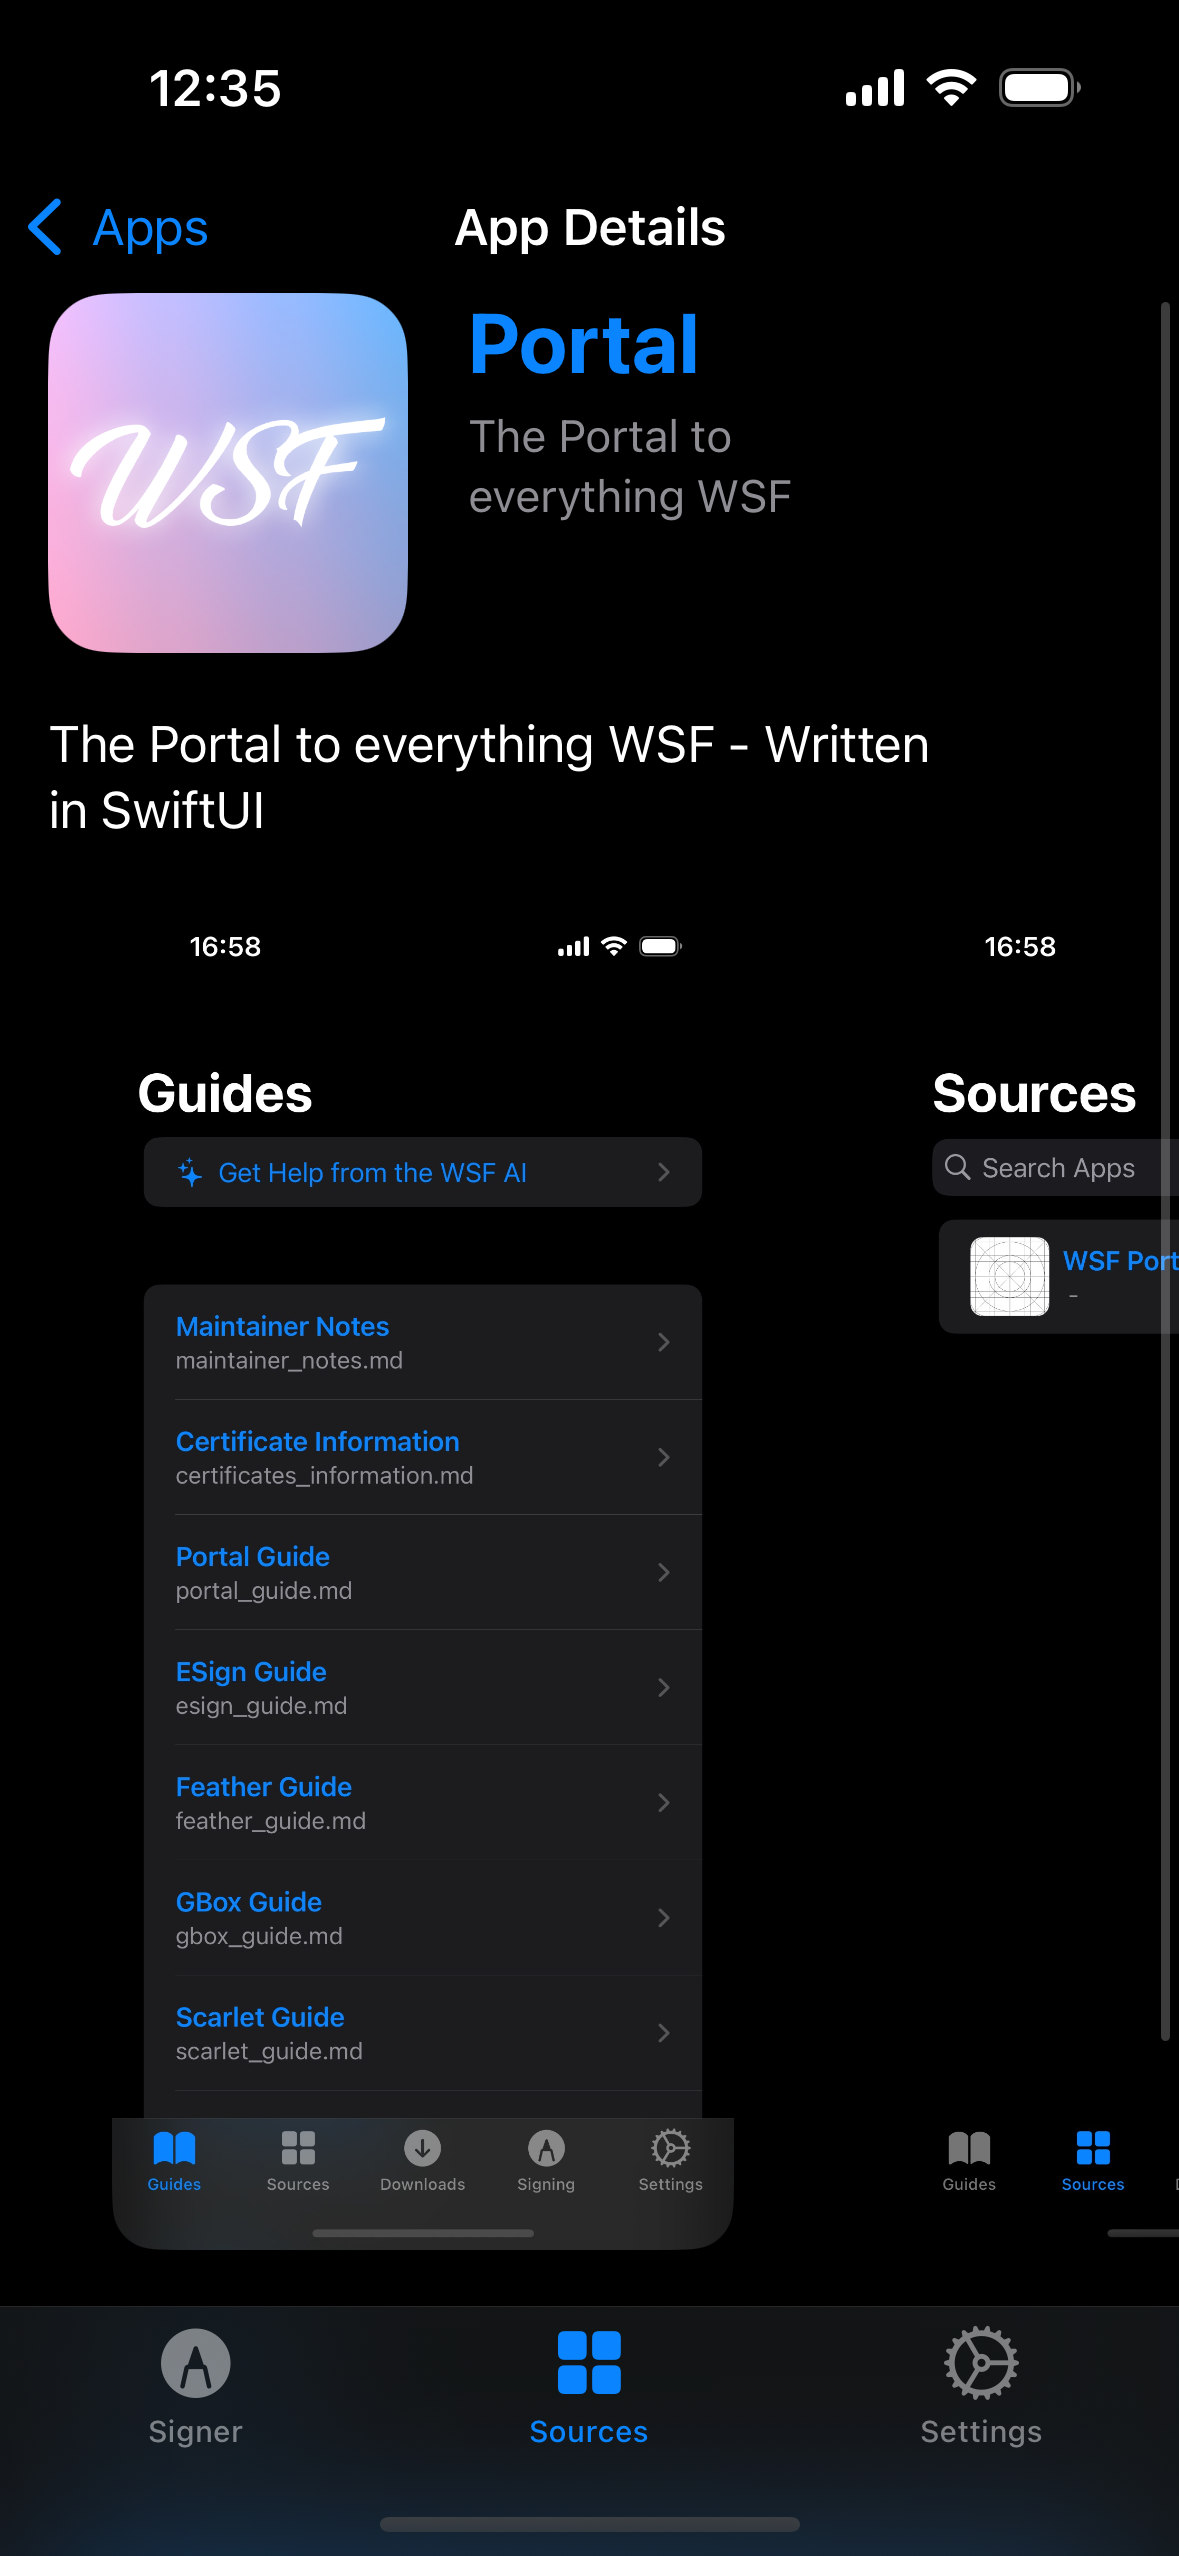 12:35
Apps
App Details
WSF
Portal
The Portal to
everything WSF
The Portal to everything WSF - Written
in SwiftUI
16:58
Guides
Get Help from the WSF AI
Maintainer Notes
maintainer_notes.md
Certificate Information
certificates_information.md
Portal Guide
portal_guide.md
ESign Guide
esign_guide.md
Feather Guide
feather_guide.md
GBox Guide
gbox_guide.md
Scarlet Guide
scarlet_guide.md
Guides
Sources
Downloads
Signing
Settings
16:58
Sources
Search Apps
WSF Port
-
Guides
Sources
Signer
Sources
Settings